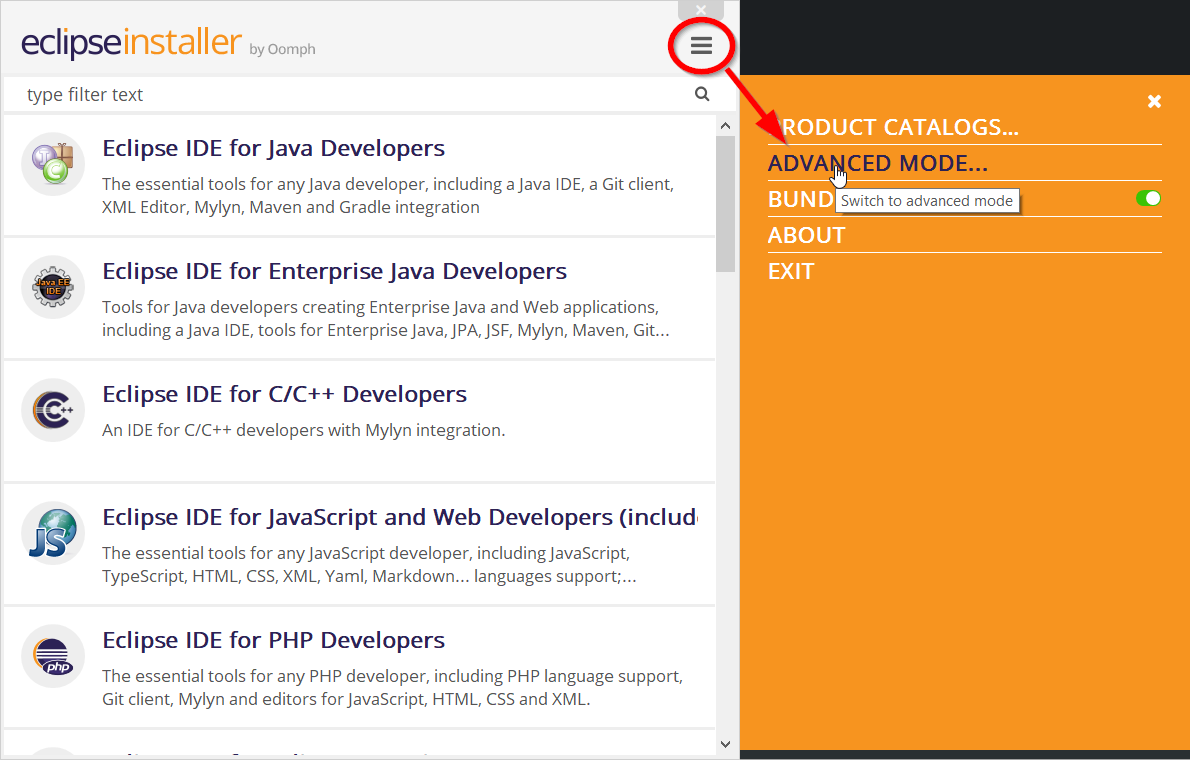 eclipseinstaller by Oomph
type filter text
Eclipse IDE for Java Developers
The essential tools for any Java developer, including a Java IDE, a Git client,
XML Editor, Mylyn, Maven and Gradle integration
Java EE
IDE
Eclipse IDE for Enterprise Java Developers
Tools for Java developers creating Enterprise Java and Web applications,
including a Java IDE, tools for Enterprise Java, JPA, JSF, Mylyn, Maven, Git...
C++
Eclipse IDE for C/C++ Developers
An IDE for C/C++ developers with Mylyn integration.
JS
Eclipse IDE for JavaScript and Web Developers (includ
The essential tools for any JavaScript developer, including JavaScript,
TypeScript, HTML, CSS, XML, Yaml, Markdown... languages support;...
php
Eclipse IDE for PHP Developers
The essential tools for any PHP developer, including PHP language support,
Git client, Mylyn and editors for JavaScript, HTML, CSS and XML.
RODUCT CATALOGS...
ADVANCED MODE...
BUND
Switch to advanced mode
ABOUT
EXIT